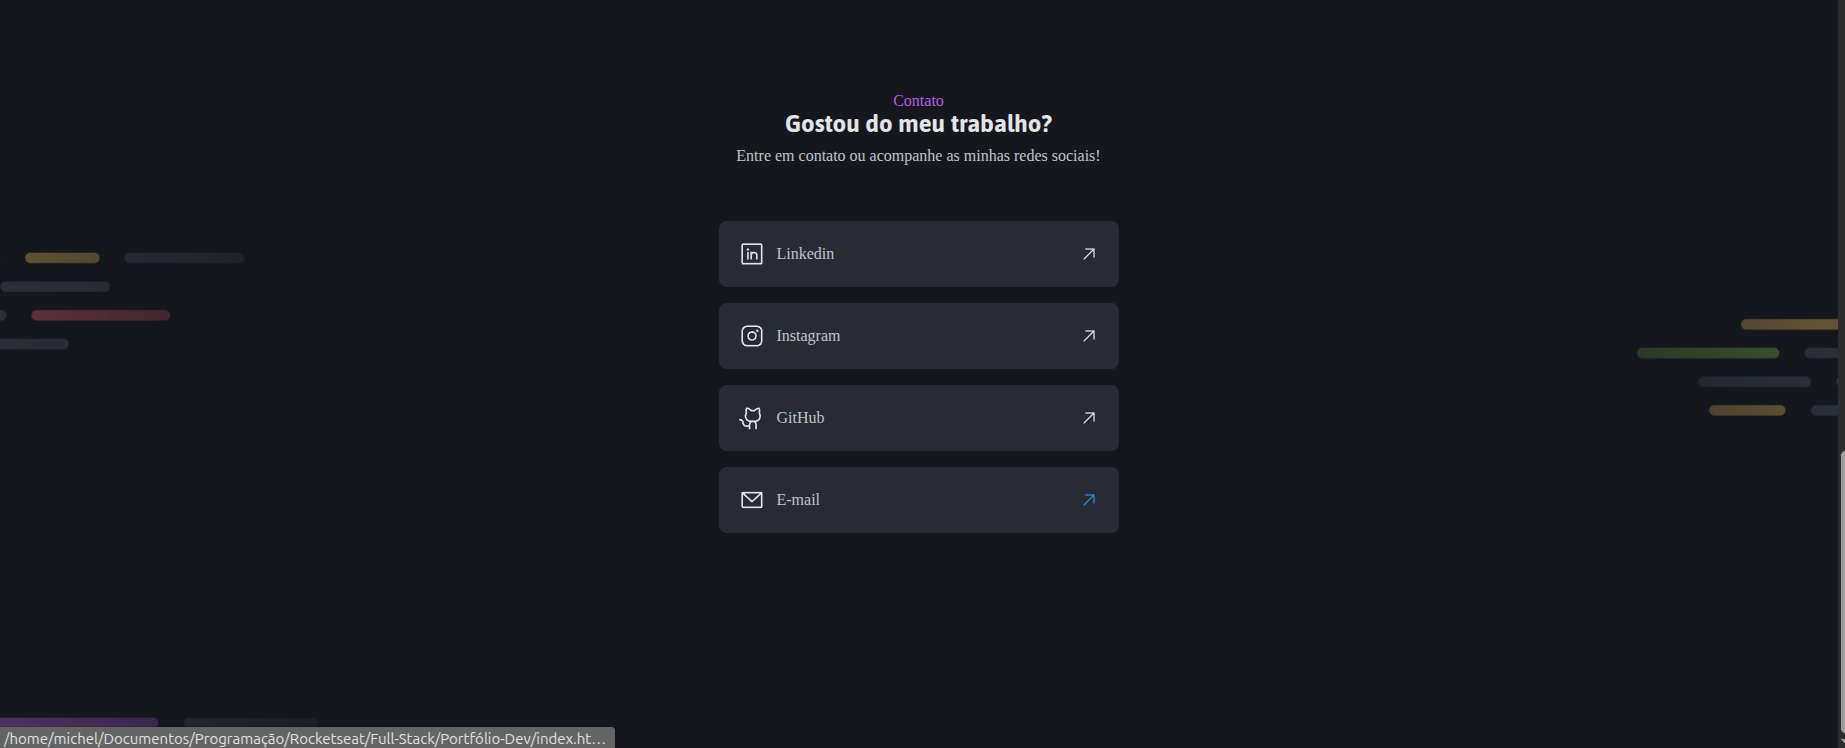 Contato
Gostou do meu trabalho?
Entre em contato ou acompanhe as minhas redes sociais!
Linkedin
Instagram
GitHub
E-mail
/home/michel/Documentos/Programação/Rocketseat/Full-Stack/Portfólio-Dev/index.ht...